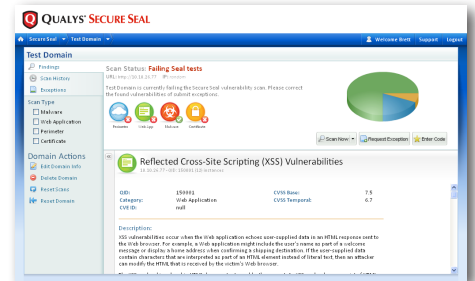 QUALYS' SECURE SEAL
Secure Seal Test Domain Welcome Brett Support Logout
Test Domain
Findings
Scan History
Exceptions
Scan Type
Malware
Web Application
Perimeter
Certificate
Domain Actions
Edit Domain Info
Delete Domain
Reset Scans
Reset Domain
Scan Status: Failing Seal tests
Test Domain is currently failing the Secure Seal vulnerability scan. Please correct
the found vulnerabilities of submit exceptions.
Perimeter Web App Malware Certificate
Scan Now Request Exception Enter Code
Reflected Cross-Site Scripting (XSS) Vulnerabilities
QID: 150001 CVSS Base: 7.5
Category: Web Application CVSS Temporal: 6.7
CVE ID: null
Description:
XSS vulnerabilities occur when the Web application echoes user-supplied data in an HTML response sent to
the Web browser. For example, a Web application might include the user's name as part of a welcome
message or display a home address when confirming a shipping destination. If the user-supplied data
contain characters that are interpreted as part of an HTML element instead of literal text, then an attacker
can modify the HTML that is received by the victim's Web browser.